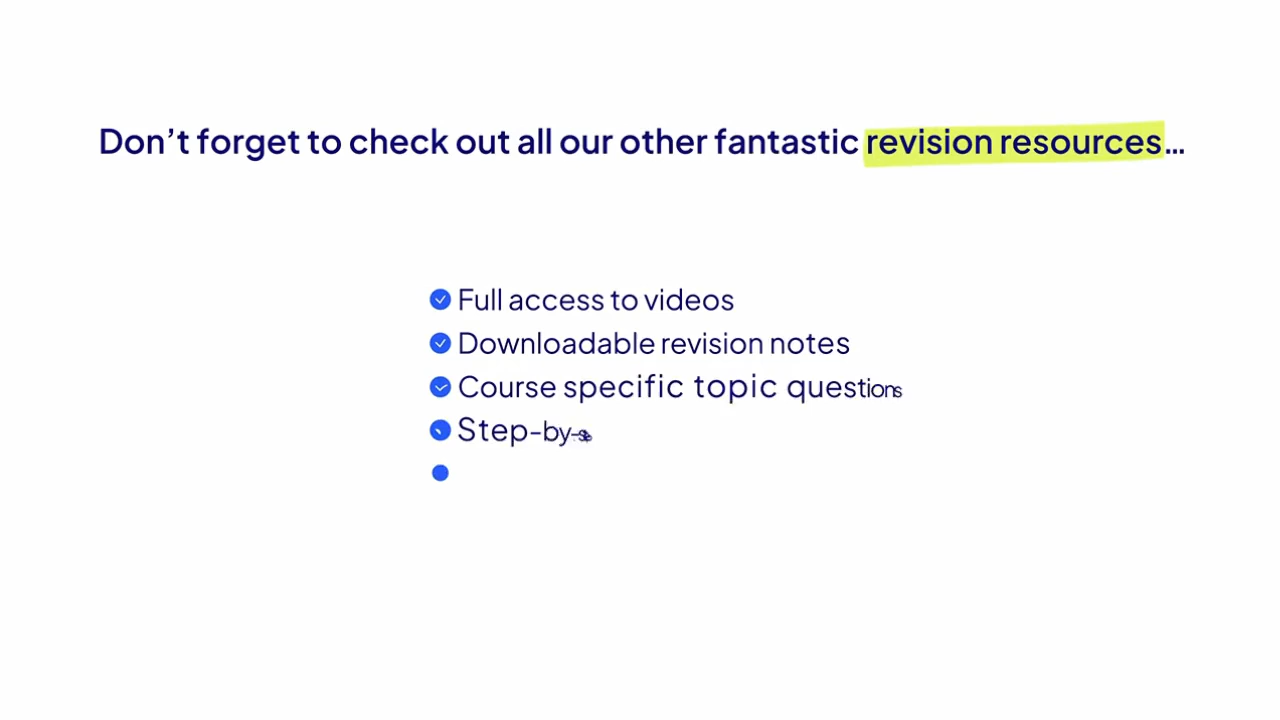 Don’t forget to check out all our other fantastic revision resources...
Full access to videos
Downloadable revision notes
Course specific topic questions
Step-by-